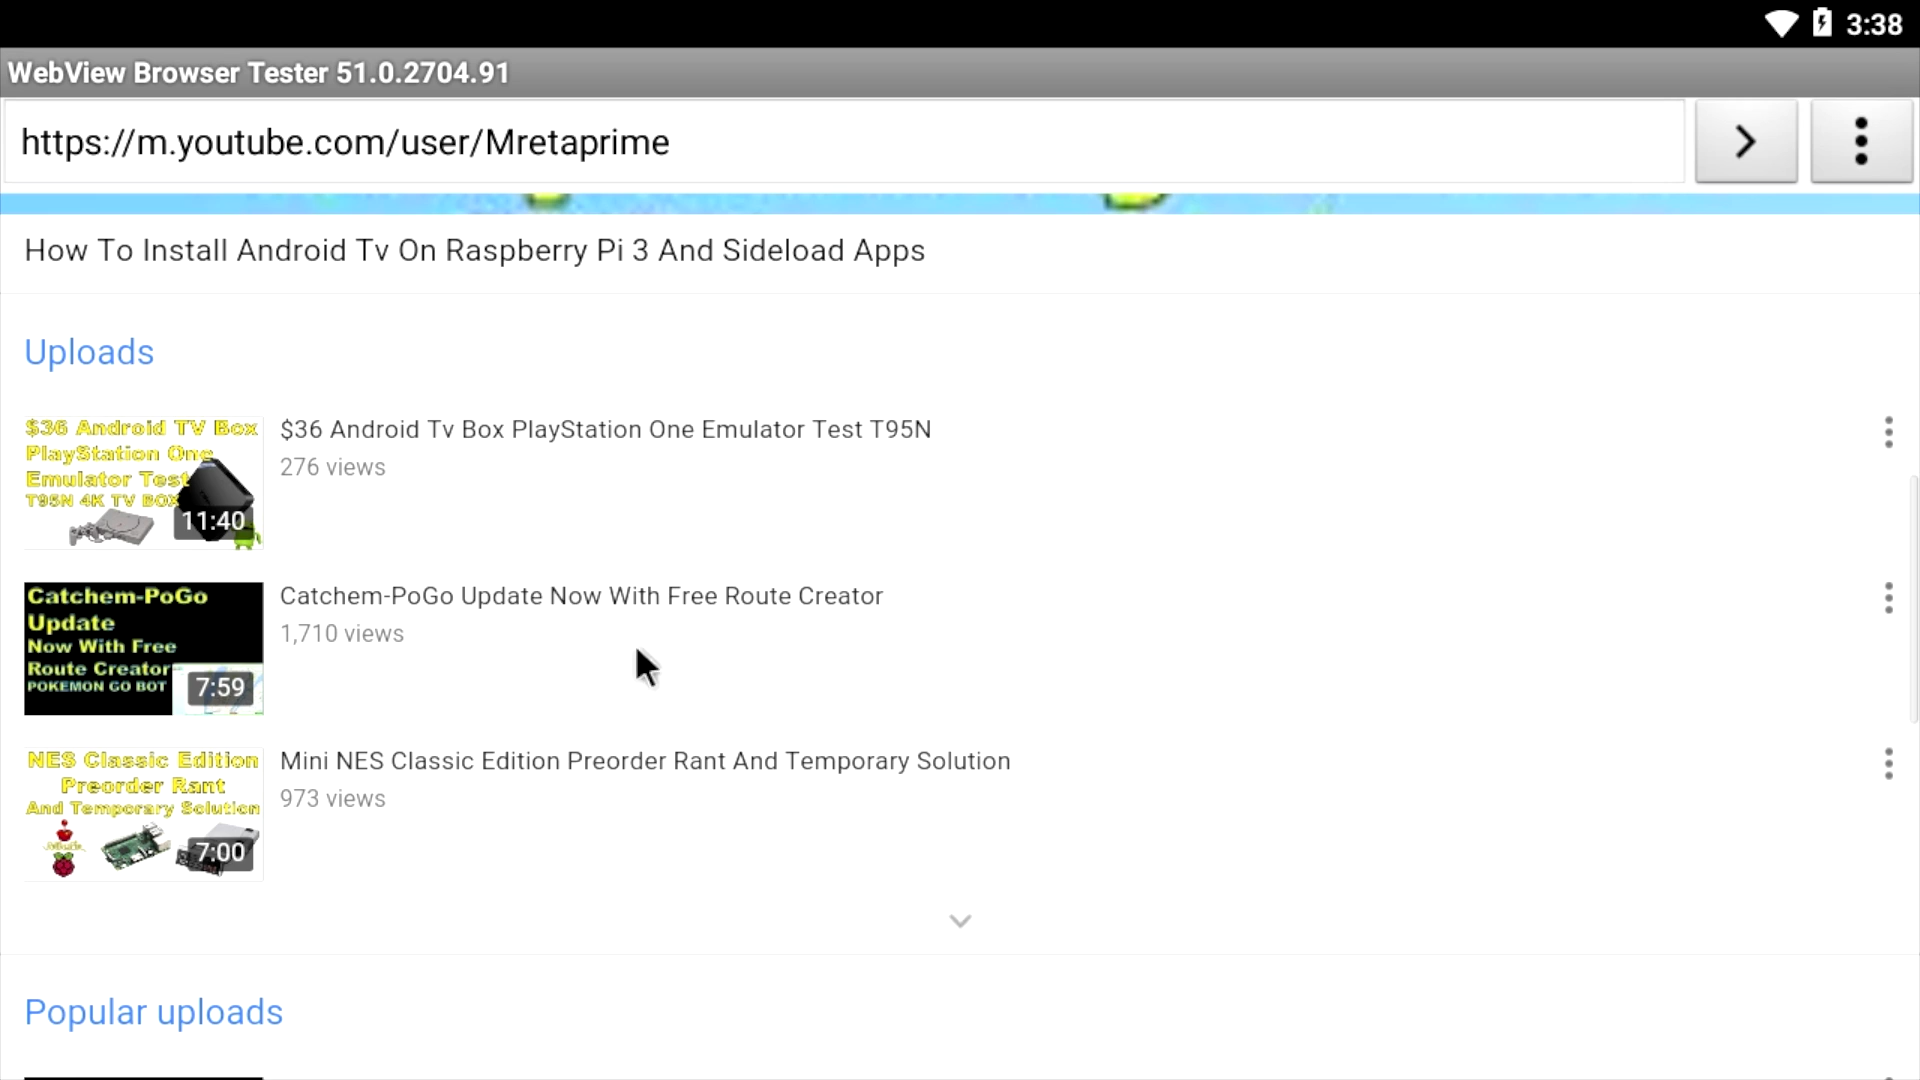 3:38
WebView Browser Tester 51.0.2704.91
https://m.youtube.com/user/Mretaprime
How To Install Android Tv On Raspberry Pi 3 And Sideload Apps
Uploads
$36 Android TV Box
PlayStation One
Emulator Test
T95N 4K TV BOX
11:40
$36 Android Tv Box PlayStation One Emulator Test T95N
276 views
Catchem-PoGo
Update
Now With Free
Route Creator
POKEMON GO BOT
7:59
Catchem-PoGo Update Now With Free Route Creator
1,710 views
NES Classic Edition
Preorder Rant
And Temporary Solution
7:00
Mini NES Classic Edition Preorder Rant And Temporary Solution
973 views
Popular uploads